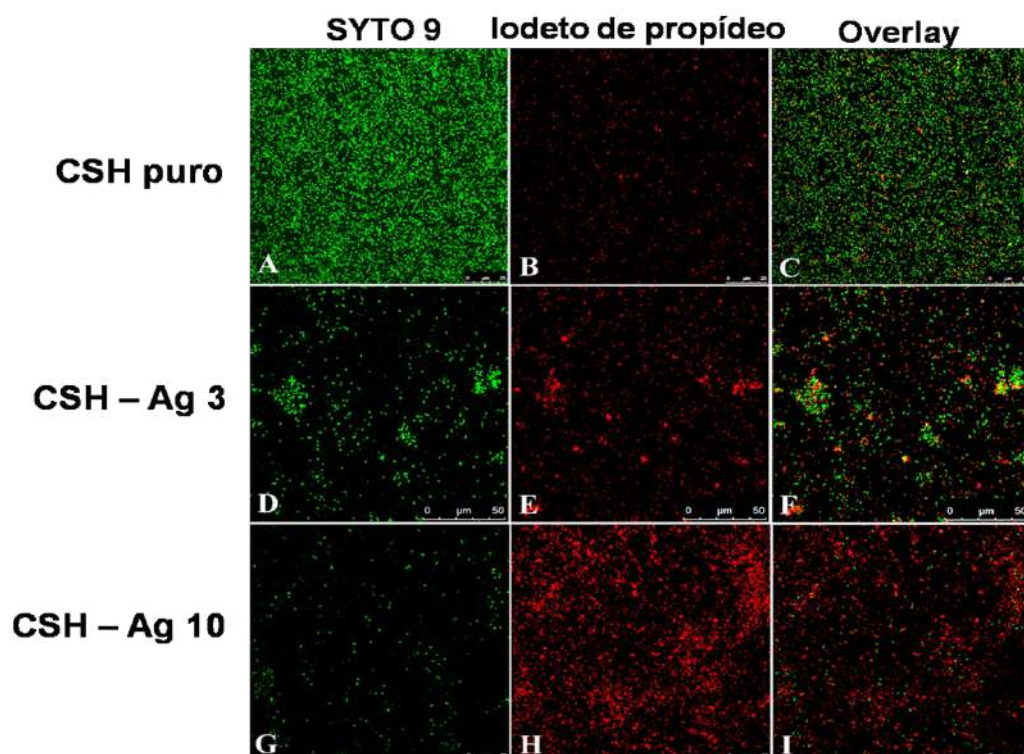 SYTO 9 Iodeto de propídeo Overlay
CSH puro
A B C
CSH – Ag 3
D E F
0 µm 50 0 µm 50 0 µm 50
CSH – Ag 10
G H I